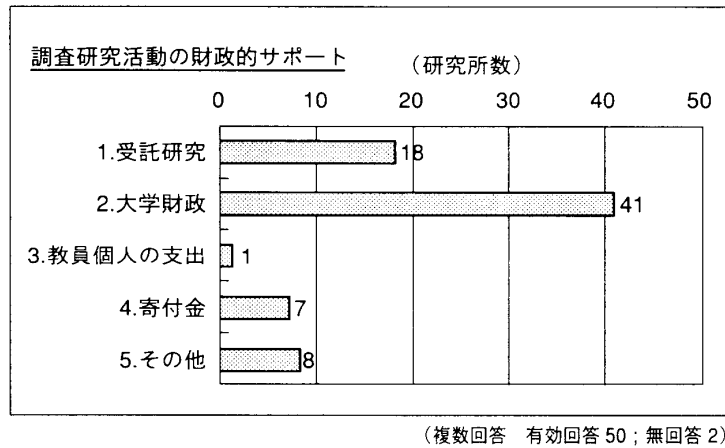 調査研究活動の財政的サポート
(研究所数)
0 10 20 30 40 50
1.受託研究 18
2.大学財政 41
3.教員個人の支出 1
4.寄付金 7
5.その他 8
(複数回答 有効回答50;無回答2)